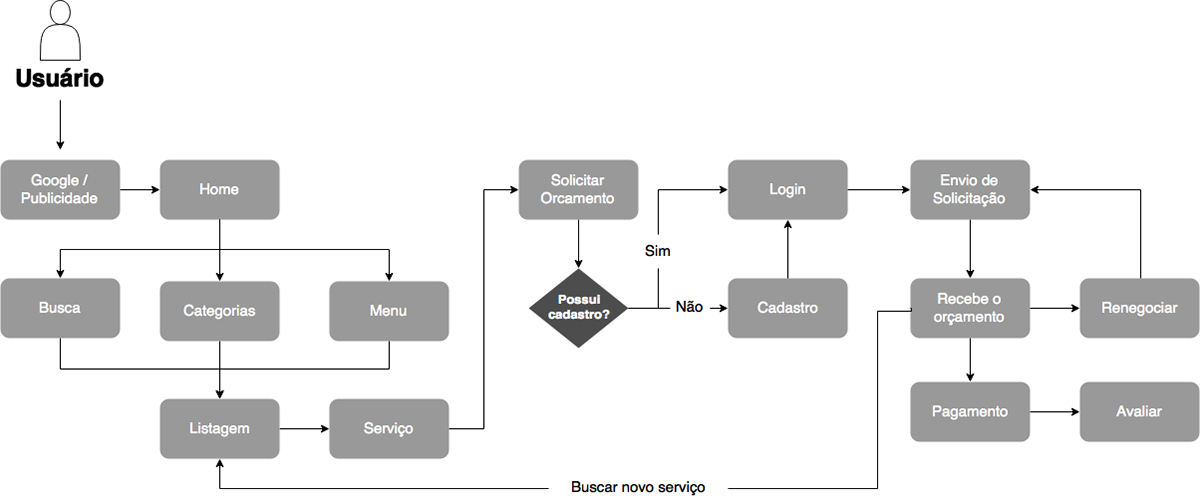 Usuário
Google /
Publicidade
Home
Solicitar
Orcamento
Login
Envio de
Solicitação
Sim
Busca
Categorias
Menu
Possui
cadastro?
Não
Cadastro
Recebe o
orçamento
Renegociar
Listagem
Serviço
Pagamento
Avaliar
Buscar novo serviço